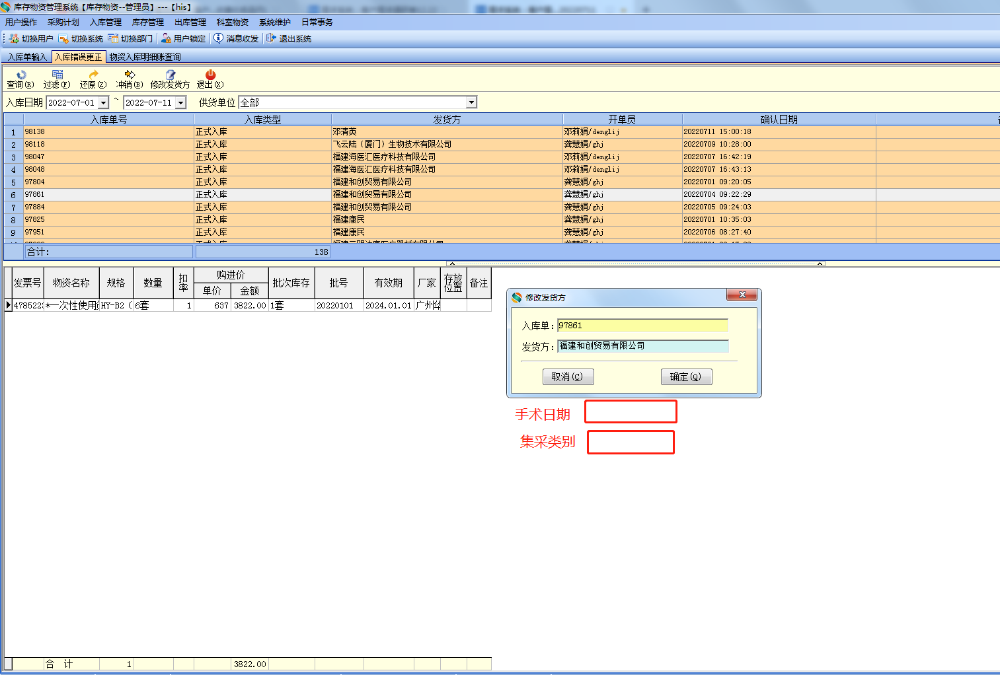 库存物资管理系统【库存物资--管理员】---【his】
用户操作 采购计划 入库管理 库存管理 出库管理 科室物资 系统维护 日常事务
切换用户 切换系统 切换部门 用户锁定 消息收发 退出系统
入库单输入 入库错误更正 物资入库明细账查询
查询(R) 过滤(F) 还原(Z) 冲销(B) 修改发货方 退出(X)
入库日期 2022-07-01 ~ 2022-07-11 供货单位 全部
入库单号 入库类型 发货方 开单员 确认日期
1 98138 正式入库 邓清英 邓莉娟/denglij 20220711 15:00:18
2 98118 正式入库 飞云陆（厦门）生物技术有限公司 龚慧娟/ghj 20220709 10:28:00
3 98047 正式入库 福建海医汇医疗科技有限公司 邓莉娟/denglij 20220707 16:42:19
4 98048 正式入库 福建海医汇医疗科技有限公司 邓莉娟/denglij 20220707 16:43:13
5 97804 正式入库 福建和创贸易有限公司 龚慧娟/ghj 20220701 09:20:05
6 97861 正式入库 福建和创贸易有限公司 龚慧娟/ghj 20220704 09:22:29
7 97884 正式入库 福建和创贸易有限公司 龚慧娟/ghj 20220705 09:24:03
8 97825 正式入库 福建康民 龚慧娟/ghj 20220701 10:35:03
9 97951 正式入库 福建康民 龚慧娟/ghj 20220706 08:27:40
合计: 138
发票号 物资名称 规格 数量 扣率 购进价 批次库存 批号 有效期 厂家 存放位置 备注
单价 金额
4785223 *一次性使用 HY-B2（ 6套 1 637 3822.00 1套 20220101 2024.01.01 广州华
修改发货方
入库单: 97861
发货方: 福建和创贸易有限公司
取消(C) 确定(Q)
手术日期
集采类别
合 计 1 3822.00